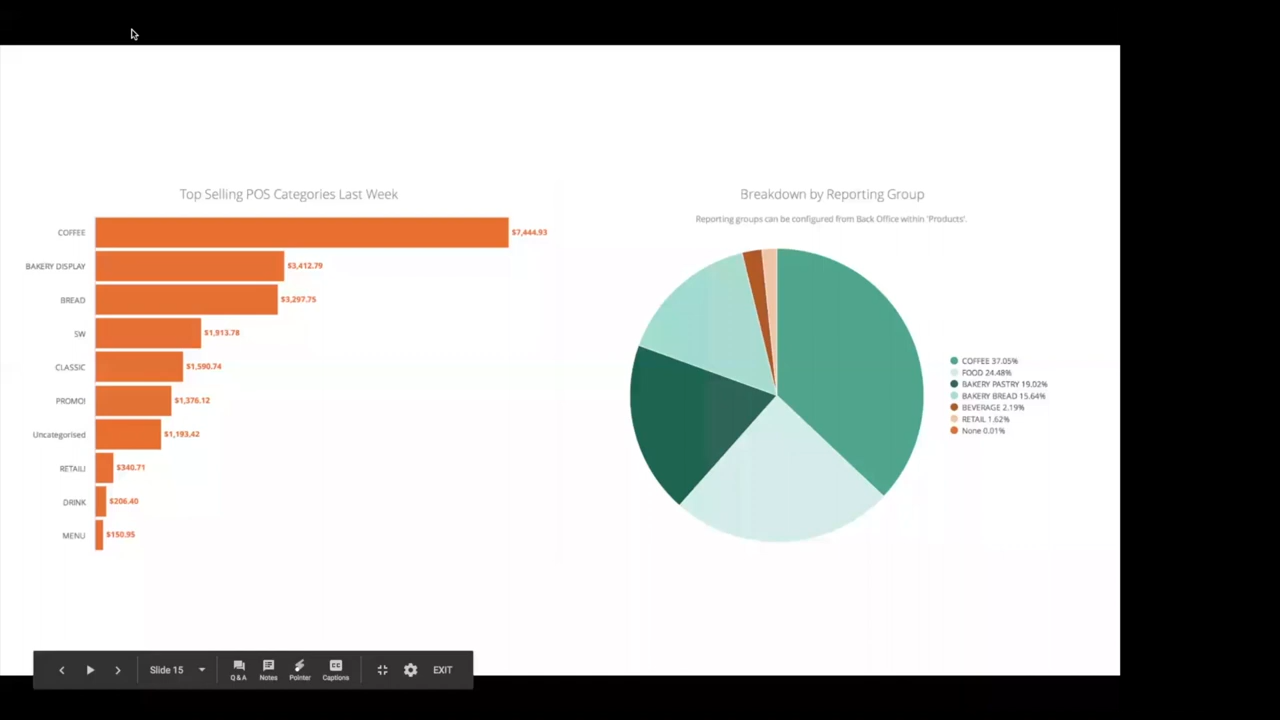 Top Selling POS Categories Last Week
COFFEE $7,444.93
BAKERY DISPLAY $3,412.79
BREAD $3,297.75
SW $1,913.78
CLASSIC $1,590.74
PROMO! $1,376.12
Uncategorised $1,193.42
RETAIL! $340.71
DRINK $206.40
MENU $150.95
Breakdown by Reporting Group
Reporting groups can be configured from Back Office within 'Products'.
COFFEE 37.05%
FOOD 24.48%
BAKERY PASTRY 19.02%
BAKERY BREAD 15.64%
BEVERAGE 2.19%
RETAIL 1.62%
None 0.01%
Slide 15
Q & A
Notes
Pointer
CC
Captions
EXIT